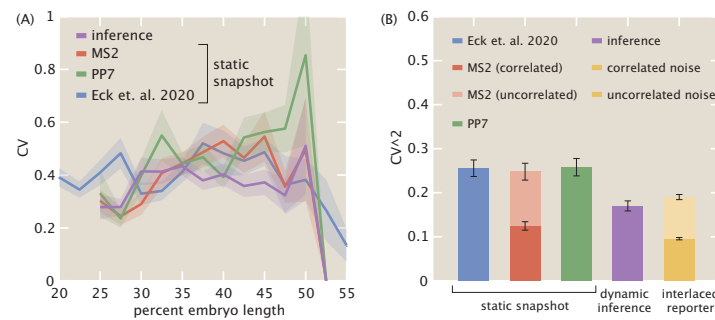 (A)
1
0.8
0.6
0.4
0.2
0
CV
inference
MS2
PP7
Eck et. al. 2020
static
snapshot
20 25 30 35 40 45 50 55
percent embryo length
(B)
0.6
0.5
0.4
0.3
0.2
0.1
0
CV^2
Eck et. al. 2020
MS2 (correlated)
MS2 (uncorrelated)
PP7
inference
correlated noise
uncorrelated noise
static snapshot
dynamic
inference
interlaced
reporter